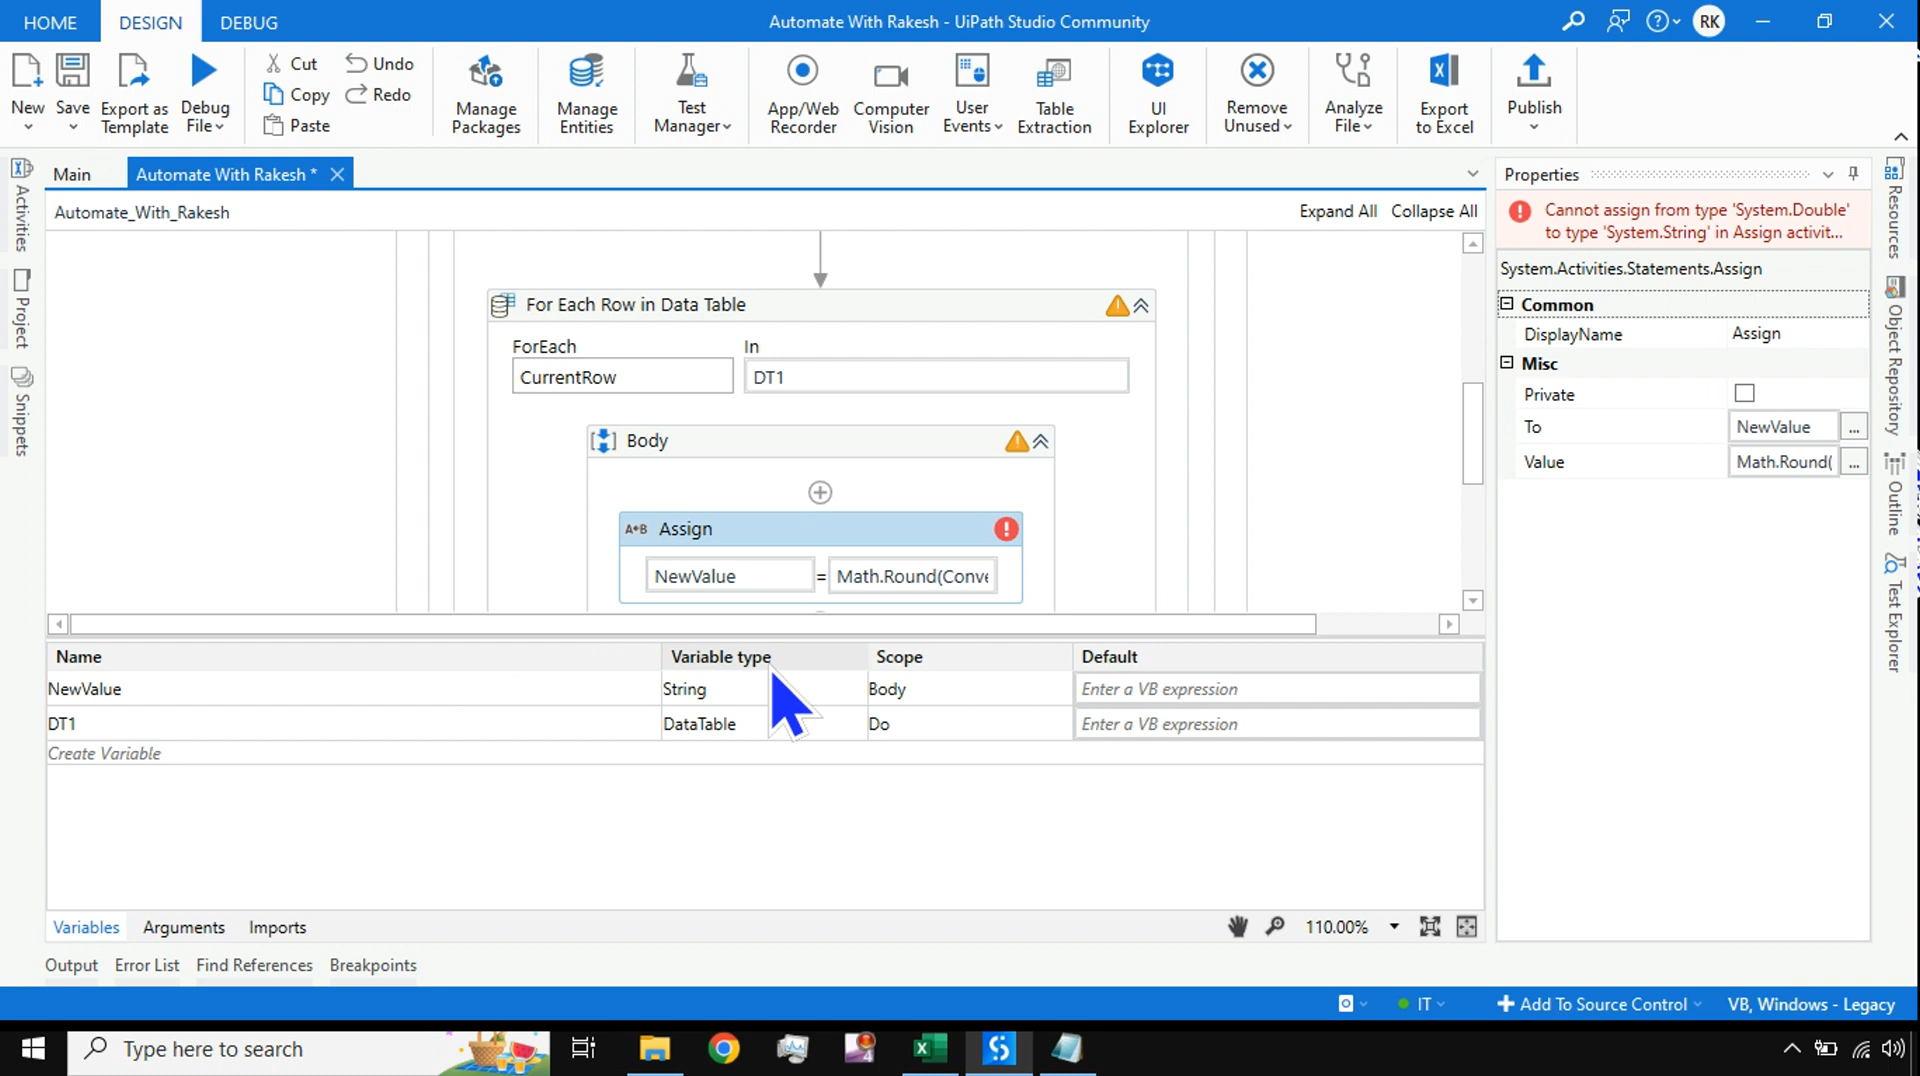 HOME DESIGN DEBUG
Automate With Rakesh - UiPath Studio Community
RK
New
Save
Export as Template
Debug File
Cut
Copy
Paste
Undo
Redo
Manage Packages
Manage Entities
Test Manager
App/Web Recorder
Computer Vision
User Events
Table Extraction
UI Explorer
Remove Unused
Analyze File
Export to Excel
Publish
Activities
Project
Snippets
Main
Automate With Rakesh *
Automate_With_Rakesh
Expand All Collapse All
For Each Row in Data Table
ForEach In
CurrentRow DT1
Body
A+B Assign
NewValue = Math.Round(Conve
Name Variable type Scope Default
NewValue String Body Enter a VB expression
DT1 DataTable Do Enter a VB expression
Create Variable
Variables Arguments Imports
110.00%
Output Error List Find References Breakpoints
Properties
Cannot assign from type 'System.Double'
to type 'System.String' in Assign activit...
System.Activities.Statements.Assign
Common
DisplayName Assign
Misc
Private
To NewValue ...
Value Math.Round( ...
Resources
Object Repository
Outline
Test Explorer
IT
Add To Source Control
VB, Windows - Legacy
Type here to search